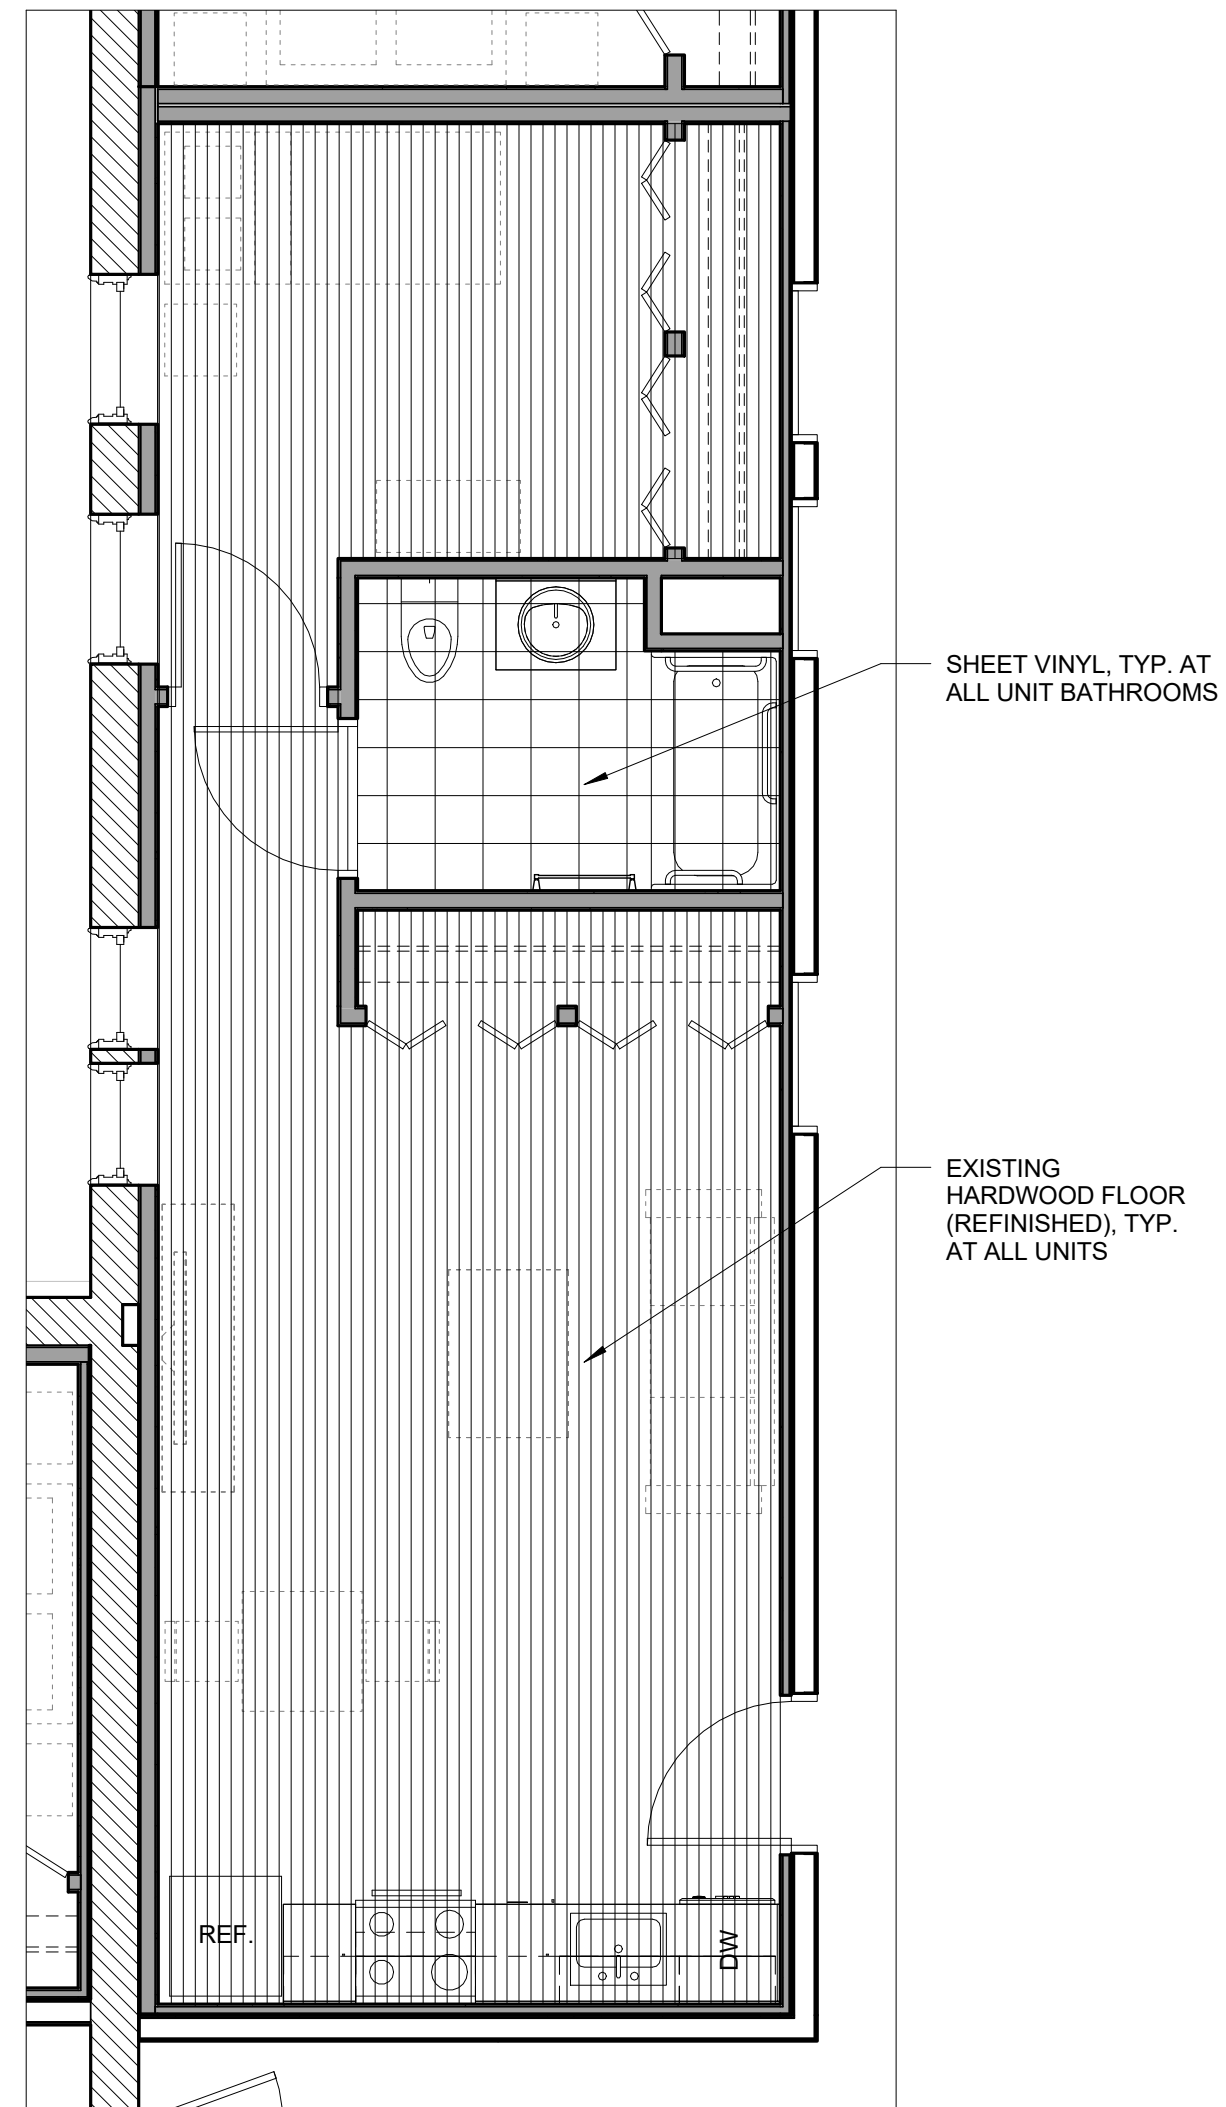 SHEET VINYL, TYP. AT
ALL UNIT BATHROOMS
EXISTING
HARDWOOD FLOOR
(REFINISHED), TYP.
AT ALL UNITS
REF.
DW